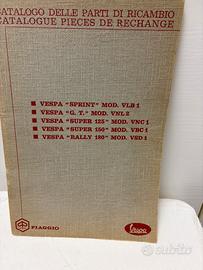 CATALOGO DELLE PARTI DI RICAMBIO
CATALOGUE PIECES DE RECHANGE
VESPA "SPRINT" MOD. VLB 1
VESPA "G. T." MOD. VNL 2
VESPA "SUPER 125" MOD. VNC 1
VESPA "SUPER 150" MOD. VBC 1
VESPA "RALLY 180" MOD. VSD 1
PIAGGIO
Vespa
subito